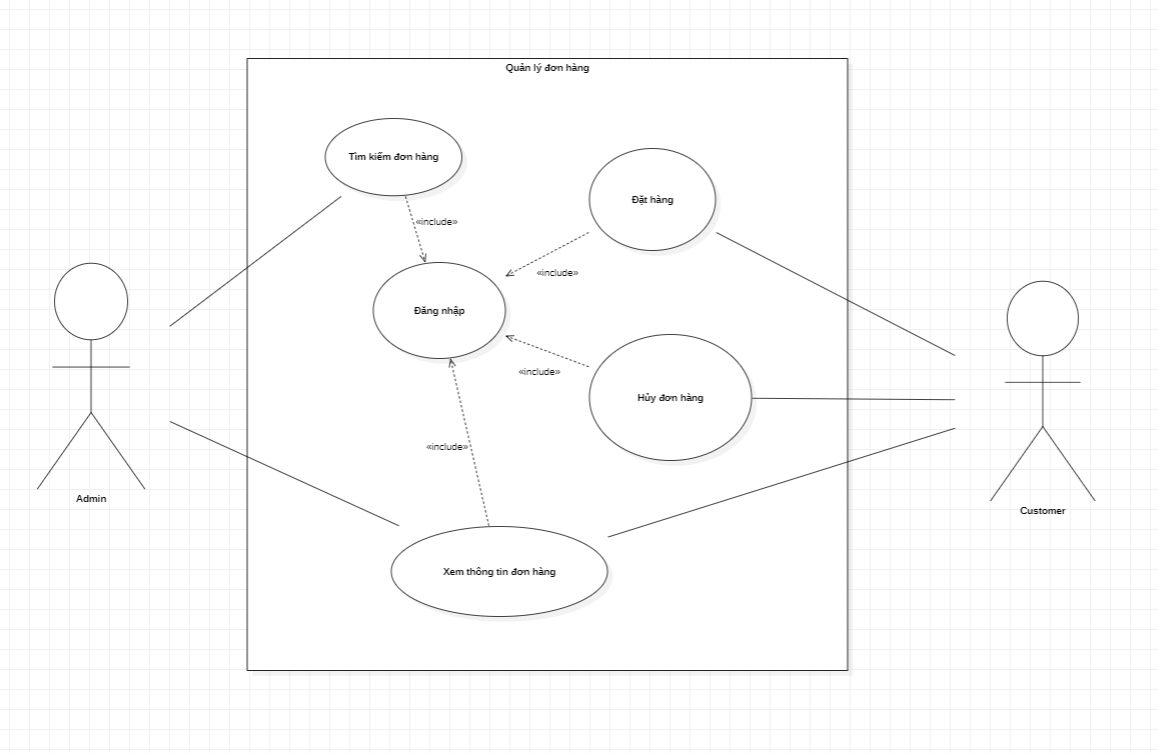 Quản lý đơn hàng
Tìm kiếm đơn hàng
Đặt hàng
«include»
«include»
Đăng nhập
«include»
Hủy đơn hàng
«include»
Admin
Customer
Xem thông tin đơn hàng